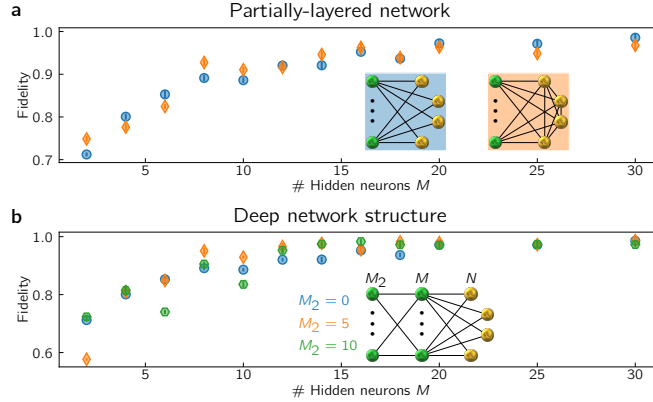 a
Partially-layered network
1.0
0.9
0.8
0.7
Fidelity
5
10
15
20
25
30
# Hidden neurons M
b
Deep network structure
1.0
0.8
0.6
Fidelity
M₂ M N
M₂ = 0
M₂ = 5
M₂ = 10
5
10
15
20
25
30
# Hidden neurons M